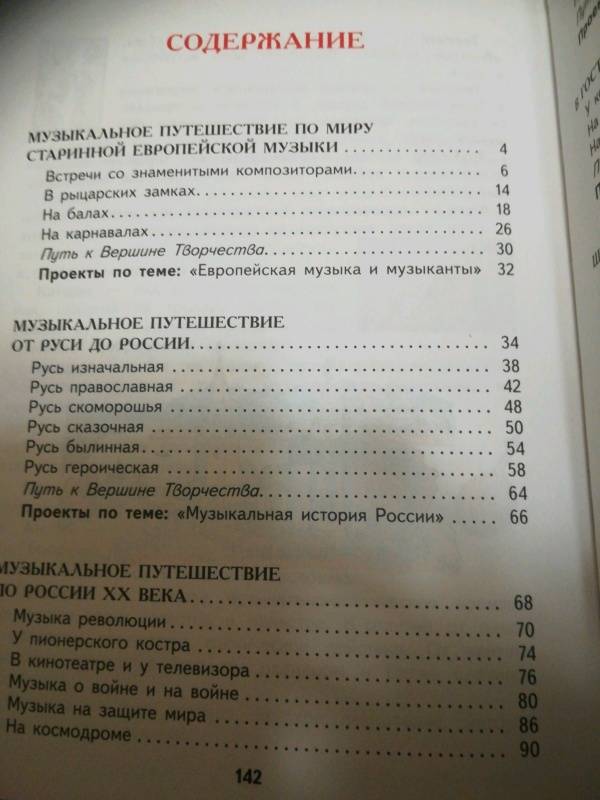 СОДЕРЖАНИЕ
МУЗЫКАЛЬНОЕ ПУТЕШЕСТВИЕ ПО МИРУ
СТАРИННОЙ ЕВРОПЕЙСКОЙ МУЗЫКИ 4
Встречи со знаменитыми композиторами. 6
В рыцарских замках. 14
На балах. 18
На карнавалах 26
Путь к Вершине Творчества. 30
Проекты по теме: «Европейская музыка и музыканты» 32
МУЗЫКАЛЬНОЕ ПУТЕШЕСТВИЕ
ОТ РУСИ ДО РОССИИ. 34
Русь изначальная 38
Русь православная 42
Русь скоморошья 48
Русь сказочная 50
Русь былинная 54
Русь героическая 58
Путь к Вершине Творчества. 64
Проекты по теме: «Музыкальная история России» 66
МУЗЫКАЛЬНОЕ ПУТЕШЕСТВИЕ
ПО РОССИИ XX ВЕКА. 68
Музыка революции 70
У пионерского костра 74
В кинотеатре и у телевизора 76
Музыка о войне и на войне 80
Музыка на защите мира 86
На космодроме 90
142